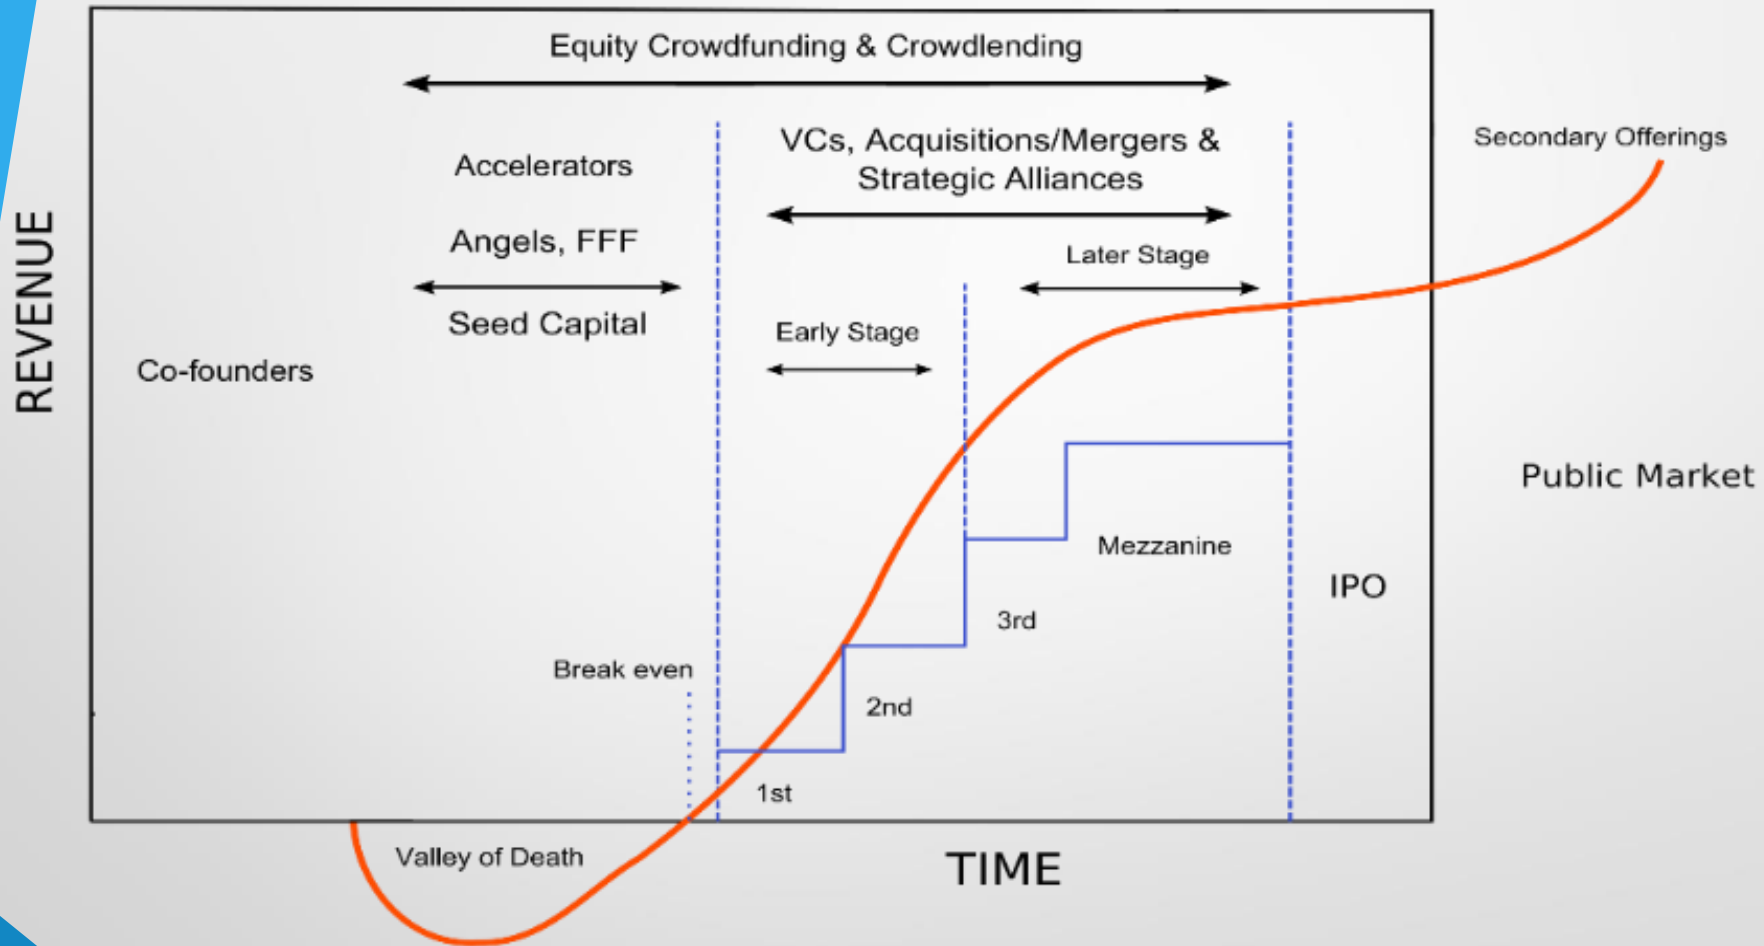 Equity Crowdfunding & Crowdlending
VCs, Acquisitions/Mergers &
Strategic Alliances
Secondary Offerings
Accelerators
Angels, FFF
Seed Capital
Later Stage
Early Stage
REVENUE
Co-founders
Public Market
Mezzanine
IPO
3rd
Break even
2nd
1st
Valley of Death
TIME